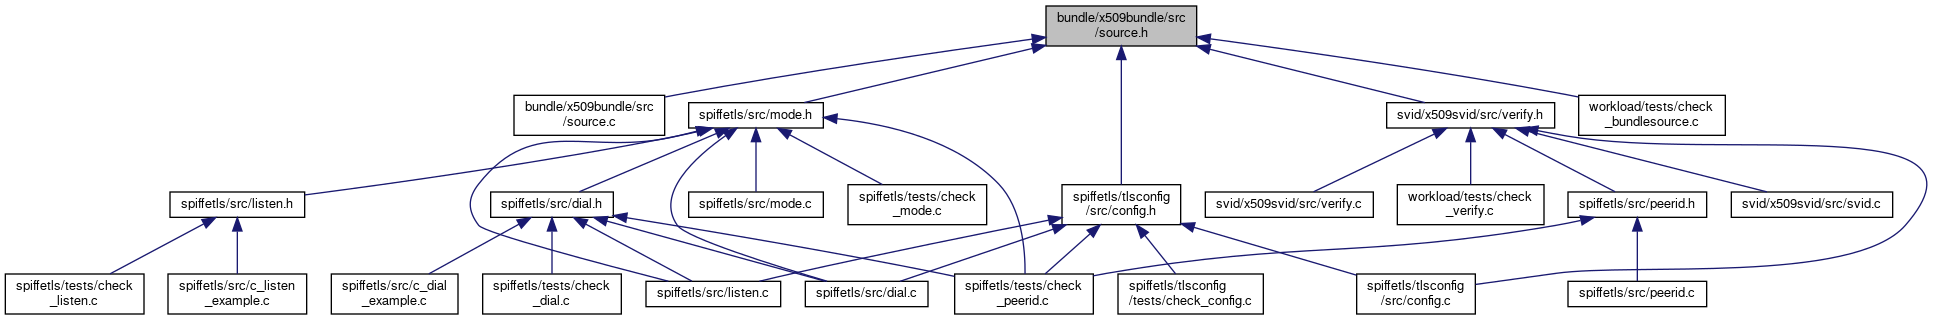 bundle/x509bundle/src
/source.h
bundle/x509bundle/src
/source.c
spiffetls/src/mode.h
svid/x509svid/src/verify.h
workload/tests/check
_bundlesource.c
spiffetls/src/listen.h
spiffetls/src/dial.h
spiffetls/src/mode.c
spiffetls/tests/check
_mode.c
spiffetls/tlsconfig
/src/config.h
svid/x509svid/src/verify.c
workload/tests/check
_verify.c
spiffetls/src/peerid.h
svid/x509svid/src/svid.c
spiffetls/tests/check
_listen.c
spiffetls/src/c_listen
_example.c
spiffetls/src/c_dial
_example.c
spiffetls/tests/check
_dial.c
spiffetls/src/listen.c
spiffetls/src/dial.c
spiffetls/tests/check
_peerid.c
spiffetls/tlsconfig
/tests/check_config.c
spiffetls/tlsconfig
/src/config.c
spiffetls/src/peerid.c